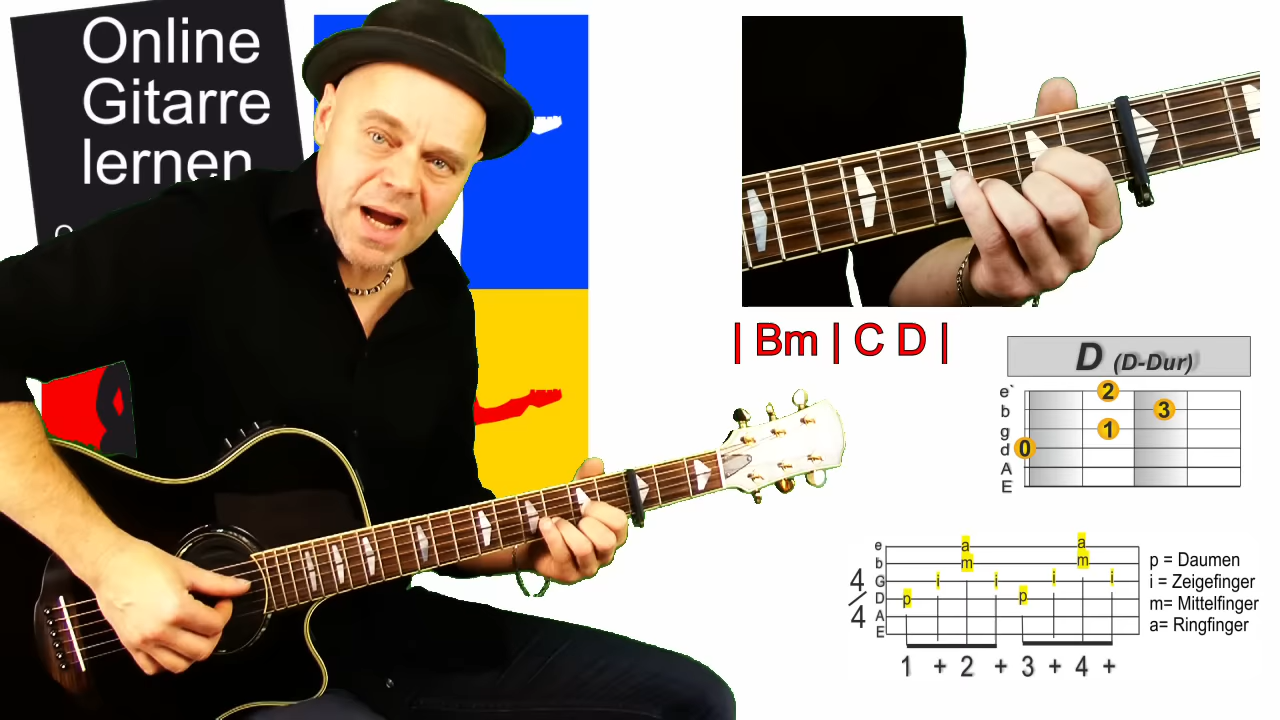 Online
Gitarre
lernen
| Bm | C D |
D (D-Dur)
e`
b
g
d
A
E
2
3
1
0
e
b
G
D
A
E
4
4
p i m a i p i m a i
1 + 2 + 3 + 4 +
p = Daumen
i = Zeigefinger
m= Mittelfinger
a= Ringfinger